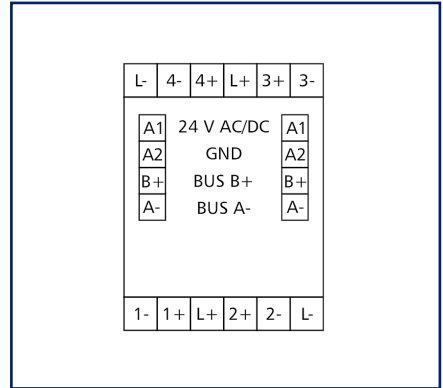 L- 4- 4+ L+ 3+ 3-
A1 24 V AC/DC A1
A2 GND A2
B+ BUS B+ B+
A- BUS A- A-
1- 1+ L+ 2+ 2- L-